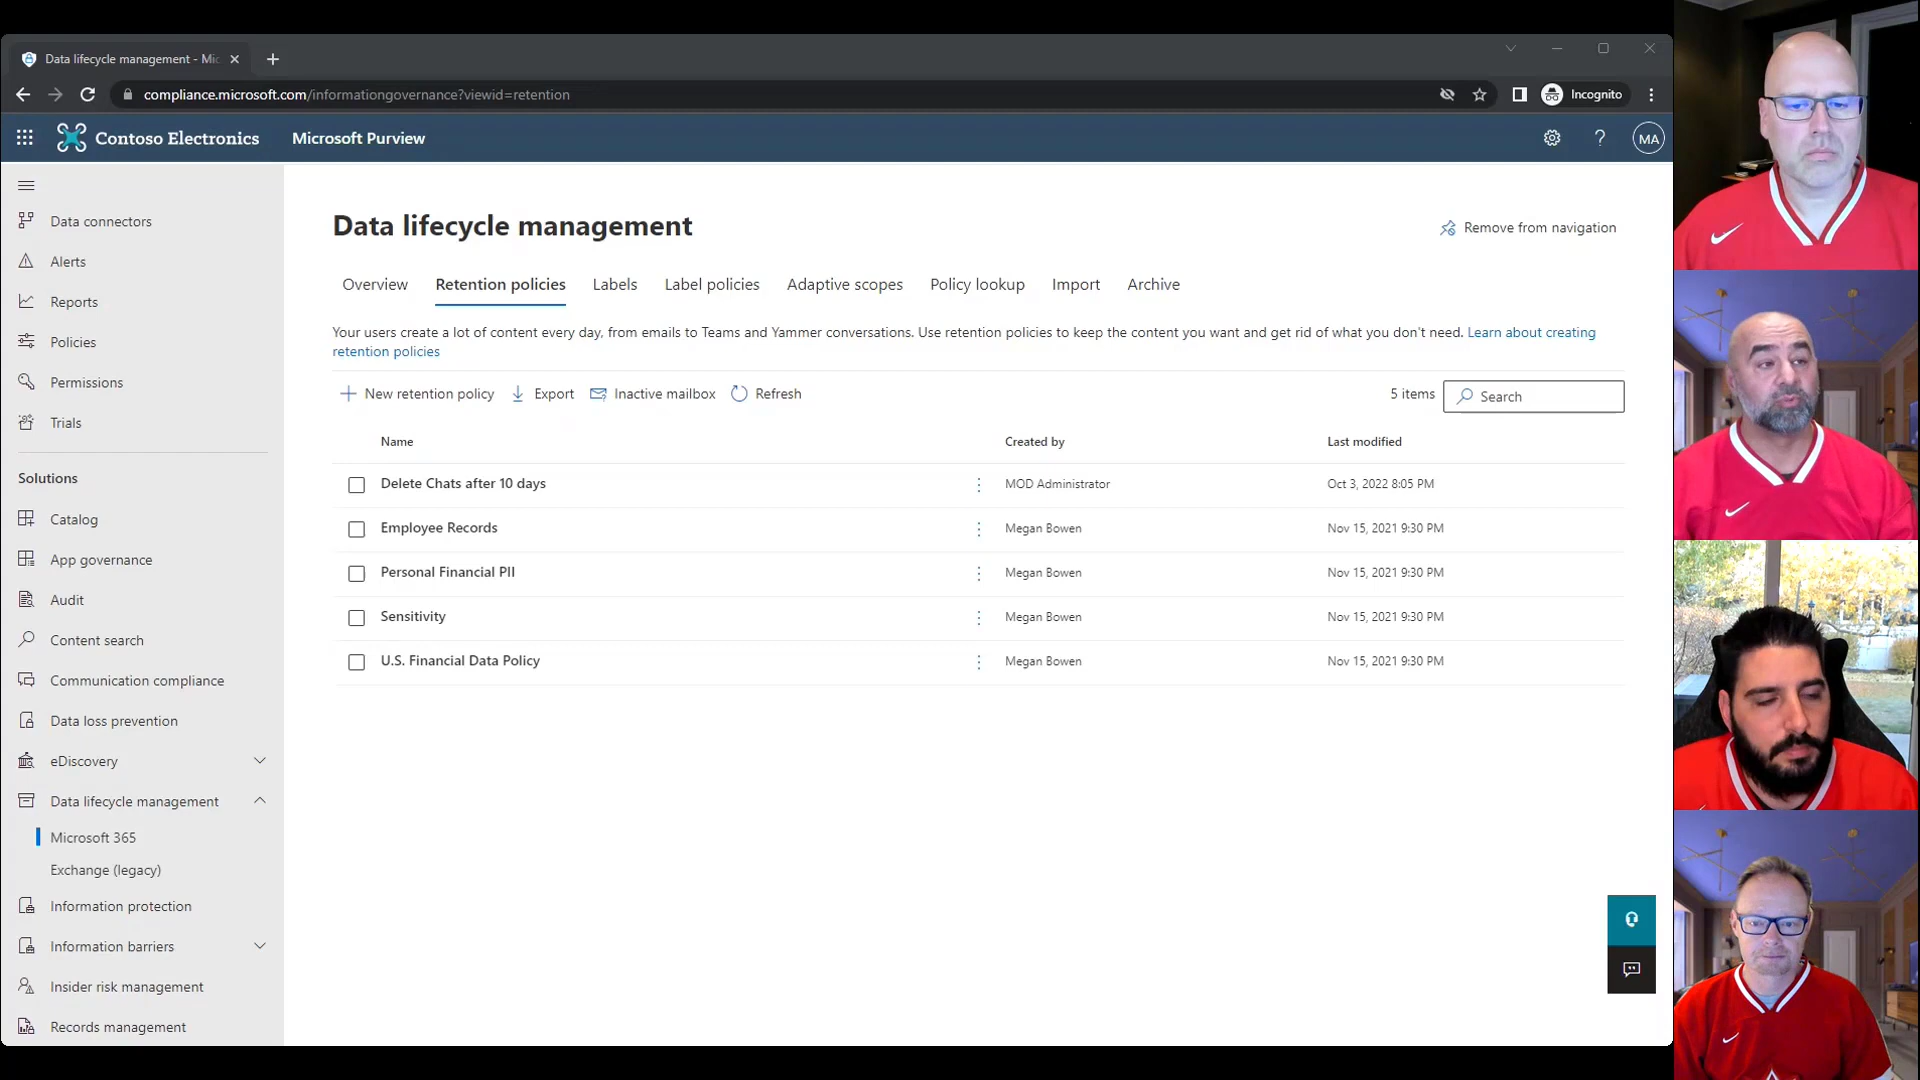 Data lifecycle management - Mic
compliance.microsoft.com/informationgovernance?viewid=retention
Incognito
Contoso Electronics
Microsoft Purview
MA
Data connectors
Alerts
Reports
Policies
Permissions
Trials
Solutions
Catalog
App governance
Audit
Content search
Communication compliance
Data loss prevention
eDiscovery
Data lifecycle management
Microsoft 365
Exchange (legacy)
Information protection
Information barriers
Insider risk management
Records management
Data lifecycle management
Remove from navigation
Overview Retention policies Labels Label policies Adaptive scopes Policy lookup Import Archive
Your users create a lot of content every day, from emails to Teams and Yammer conversations. Use retention policies to keep the content you want and get rid of what you don't need. Learn about creating
retention policies
New retention policy Export Inactive mailbox Refresh 5 items Search
Name Created by Last modified
Delete Chats after 10 days MOD Administrator Oct 3, 2022 8:05 PM
Employee Records Megan Bowen Nov 15, 2021 9:30 PM
Personal Financial PII Megan Bowen Nov 15, 2021 9:30 PM
Sensitivity Megan Bowen Nov 15, 2021 9:30 PM
U.S. Financial Data Policy Megan Bowen Nov 15, 2021 9:30 PM